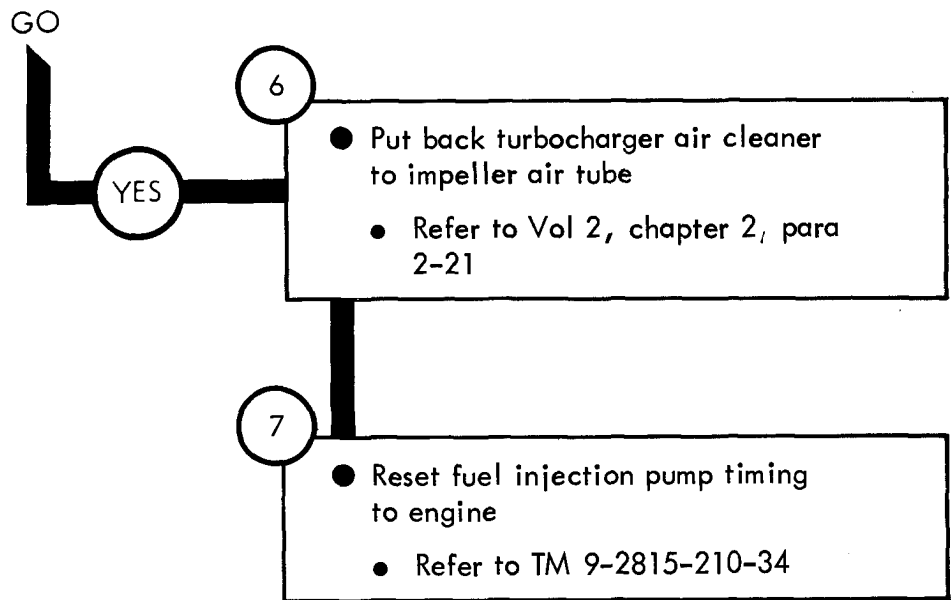 GO
YES
6
● Put back turbocharger air cleaner
to impeller air tube
● Refer to Vol 2, chapter 2, para
2-21
7
● Reset fuel injection pump timing
to engine
● Refer to TM 9-2815-210-34